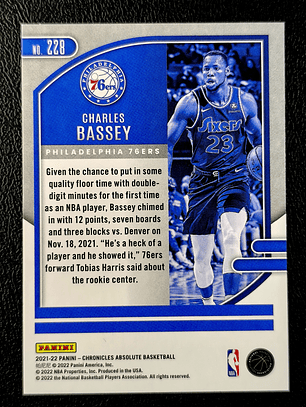 NO. 228
PHILADELPHIA
76ers
CHARLES
BASSEY
PHILADELPHIA 76ERS
Sixers
23
Given the chance to put in some
quality floor time with double-
digit minutes for the first time
as an NBA player, Bassey chimed
in with 12 points, seven boards
and three blocks vs. Denver on
Nov. 18, 2021. “He’s a heck of a
player and he showed it,” 76ers
forward Tobias Harris said about
the rookie center.
PANINI
2021-22 PANINI – CHRONICLES ABSOLUTE BASKETBALL
帕尼尼 © 2022 Panini America, Inc.
© 2022 NBA Properties, Inc. Produced in the USA.
© 2022 the National Basketball Players Association. All rights reserved.